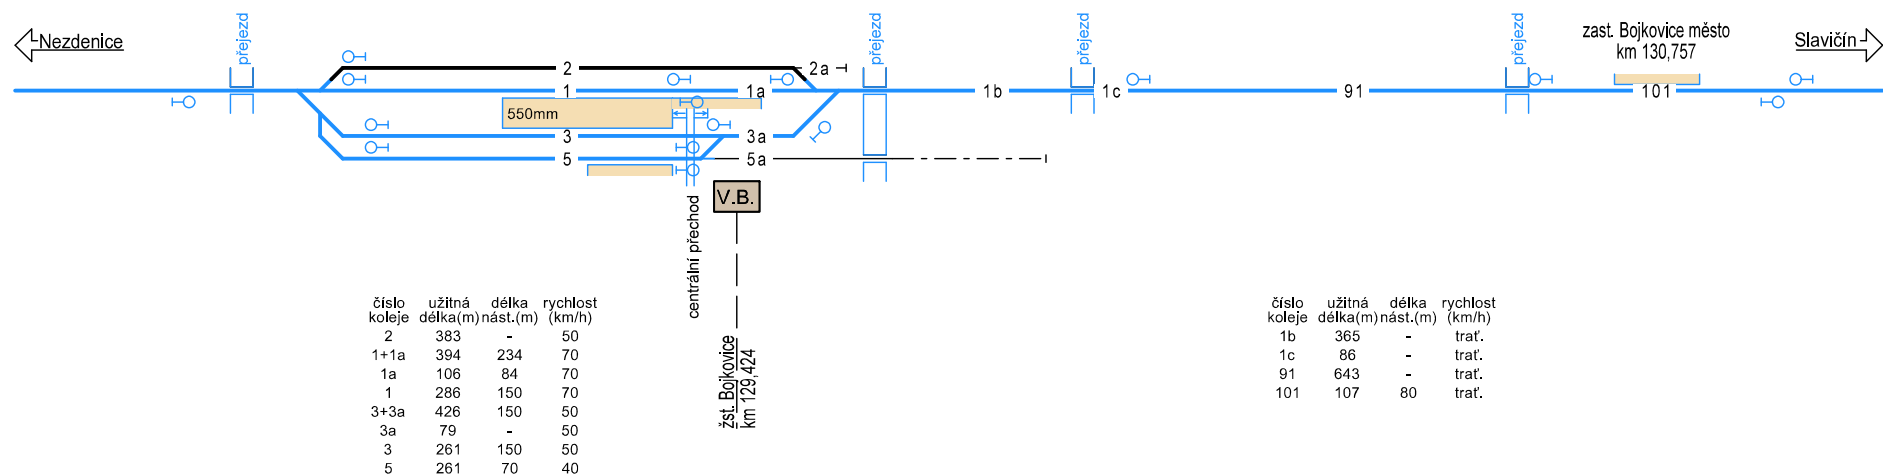 Nezdenice
přejezd
2
2a
přejezd
přejezd
přejezd
zast. Bojkovice město
km 130,757
Slavičín
1
1a
1b
1c
91
101
550mm
3
3a
5
5a
V.B.
centrální přechod
žst. Bojkovice
km 129,424
číslo užitná délka rychlost
koleje délka(m) nást.(m) (km/h)
2 383 - 50
1+1a 394 234 70
1a 106 84 70
1 286 150 70
3+3a 426 150 50
3a 79 - 50
3 261 150 50
5 261 70 40
číslo užitná délka rychlost
koleje délka(m) nást.(m) (km/h)
1b 365 - trať.
1c 86 - trať.
91 643 - trať.
101 107 80 trať.